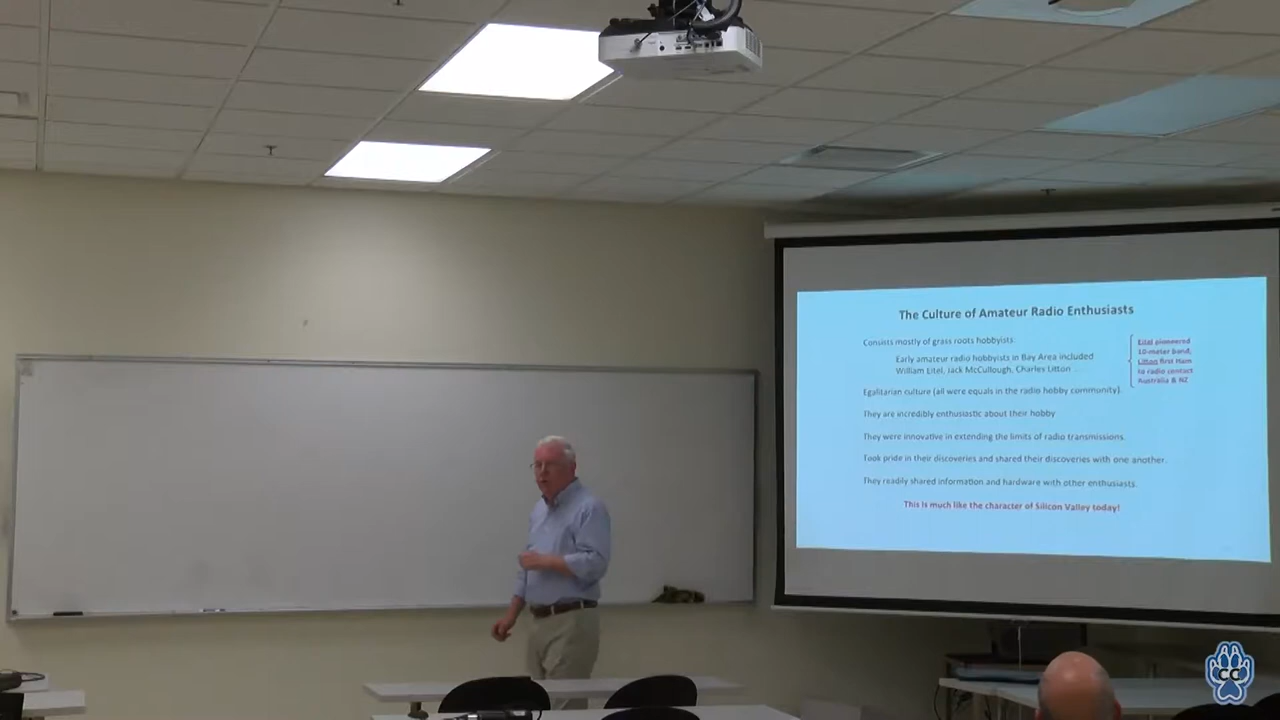 The Culture of Amateur Radio Enthusiasts
Consists mostly of grass roots hobbyists.
Early amateur radio hobbyists in Bay Area included
William Eitel, Jack McCullough, Charles Litton ...
Eitel pioneered
10-meter band,
Litton first Ham
to radio contact
Australia & NZ
Egalitarian culture (all were equals in the radio hobby community).
They are incredibly enthusiastic about their hobby
They were innovative in extending the limits of radio transmissions.
Took pride in their discoveries and shared their discoveries with one another.
They readily shared information and hardware with other enthusiasts.
This is much like the character of Silicon Valley today!
CC